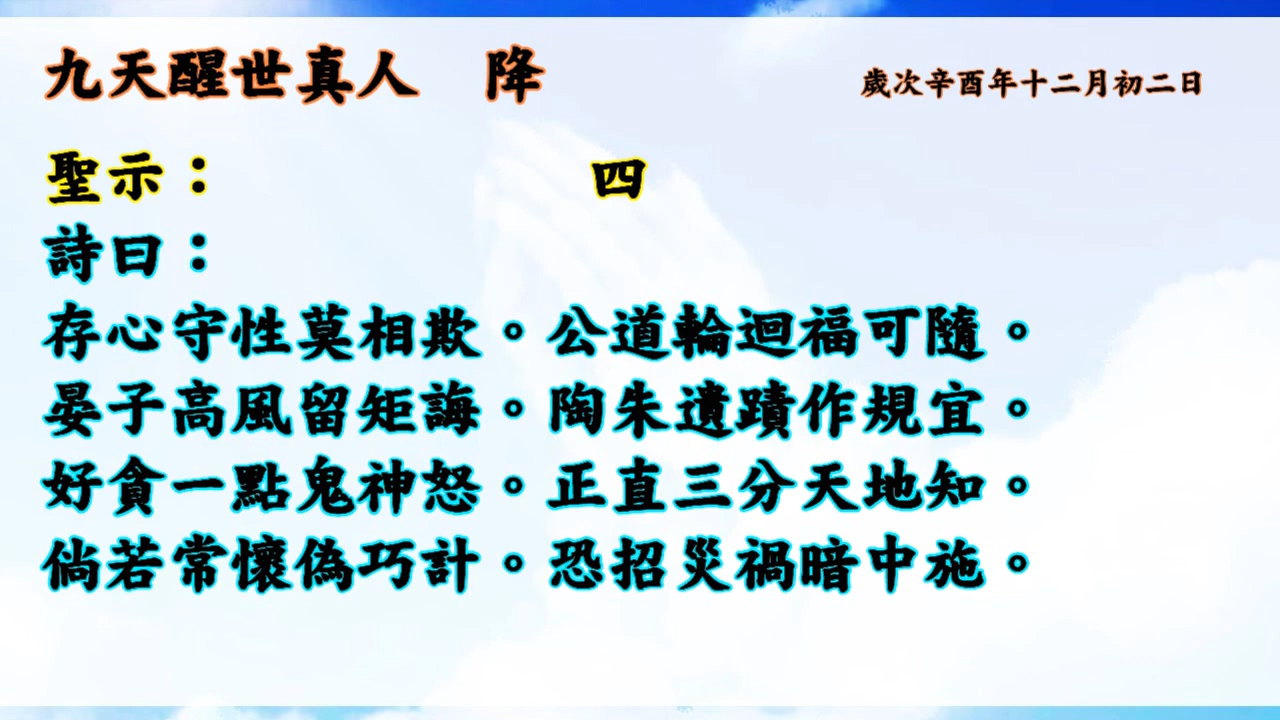 九天醒世真人　降　歲次辛酉年十二月初二日
聖示：　四
詩曰：
存心守性莫相欺。公道輪迴福可隨。
晏子高風留矩誨。陶朱遺蹟作規宜。
好貪一點鬼神怒。正直三分天地知。
倘若常懷偽巧計。恐招災禍暗中施。